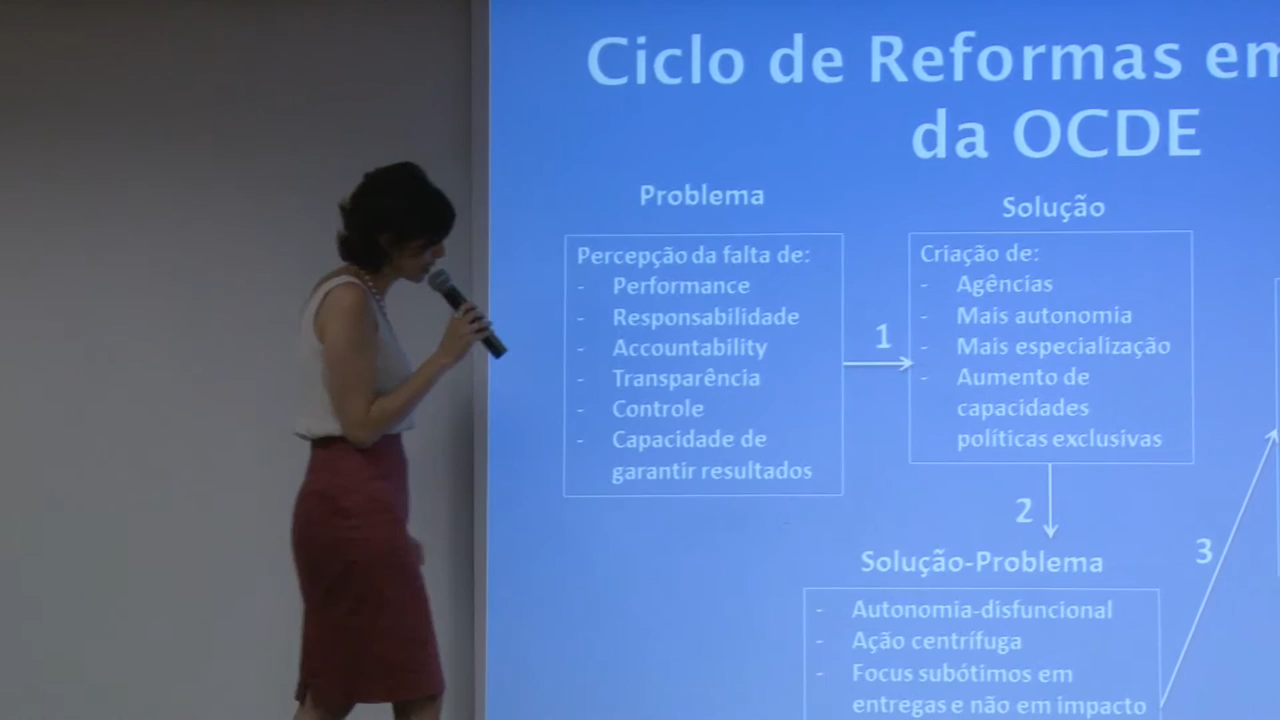 Ciclo de Reformas em
da OCDE
Problema
Percepção da falta de:
- Performance
- Responsabilidade
- Accountability
- Transparência
- Controle
- Capacidade de
garantir resultados
1
Solução
Criação de:
- Agências
- Mais autonomia
- Mais especialização
- Aumento de
capacidades
políticas exclusivas
2
Solução-Problema
- Autonomia-disfuncional
- Ação centrífuga
- Focus subótimos em
entregas e não em impacto
3